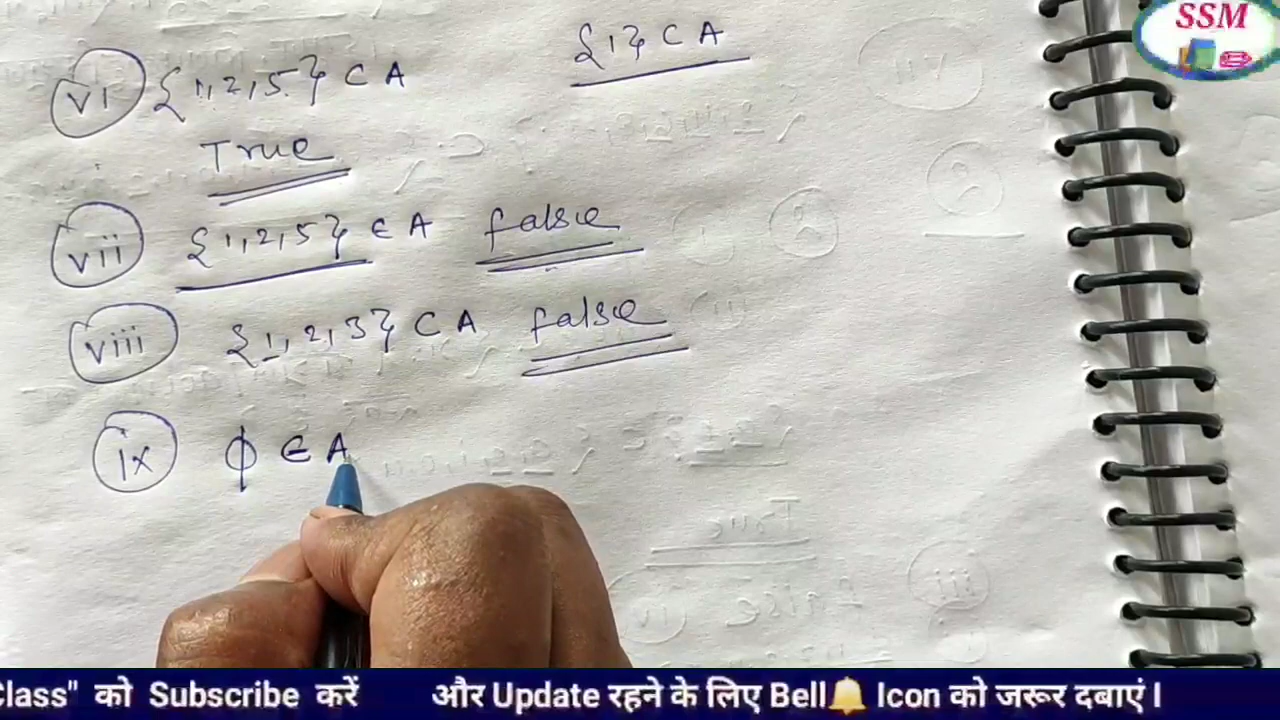 SSM
{1} ⊂ A
vi {1,2,5} ⊂ A
True
vii {1,2,5} ∈ A false
viii {1,2,3} ⊂ A false
ix ϕ ∈ A
Class" को Subscribe करें और Update रहने के लिए Bell🔔 Icon को जरूर दबाएं l